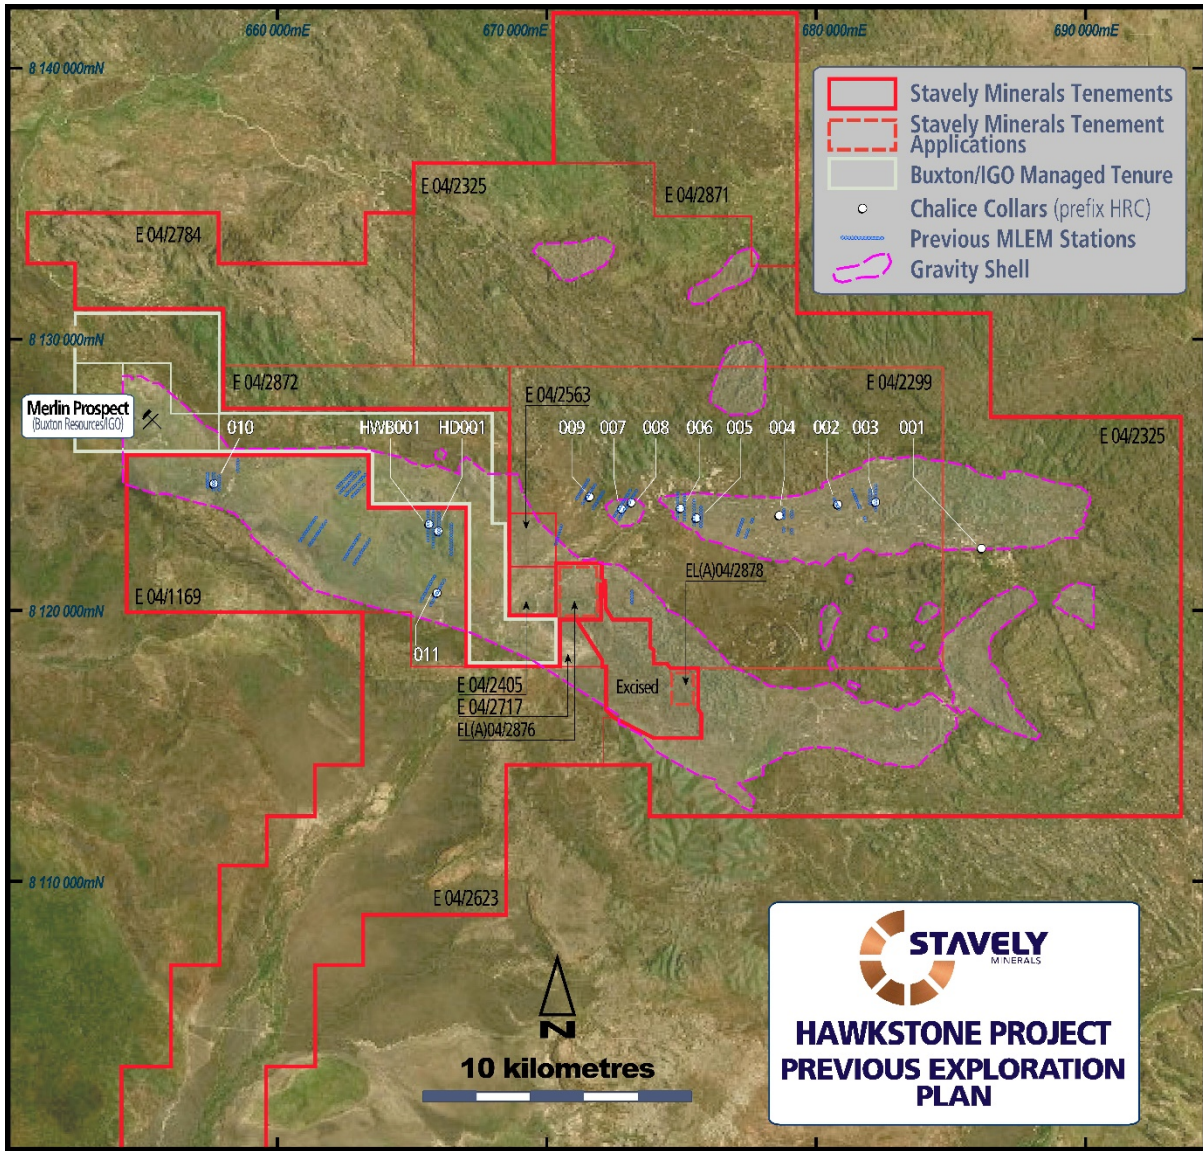 660 000mE
670 000mE
680 000mE
690 000mE
8 140 000mN
Stavely Minerals Tenements
Stavely Minerals Tenement
Applications
Buxton/IGO Managed Tenure
Chalice Collars (prefix HRC)
Previous MLEM Stations
Gravity Shell
E 04/2325
E 04/2871
E 04/2784
8 130 000mN
E 04/2872
E 04/2563
E 04/2299
Merlin Prospect
(Buxton Resources/IGO)
010
HWB001
HD001
009
007
008
006
005
004
002
003
001
E 04/2325
EL(A)04/2878
E 04/1169
8 120 000mN
011
E 04/2405
E 04/2717
EL(A)04/2876
Excised
8 110 000mN
E 04/2623
N
10 kilometres
STAVELY
MINERALS
HAWKSTONE PROJECT
PREVIOUS EXPLORATION
PLAN